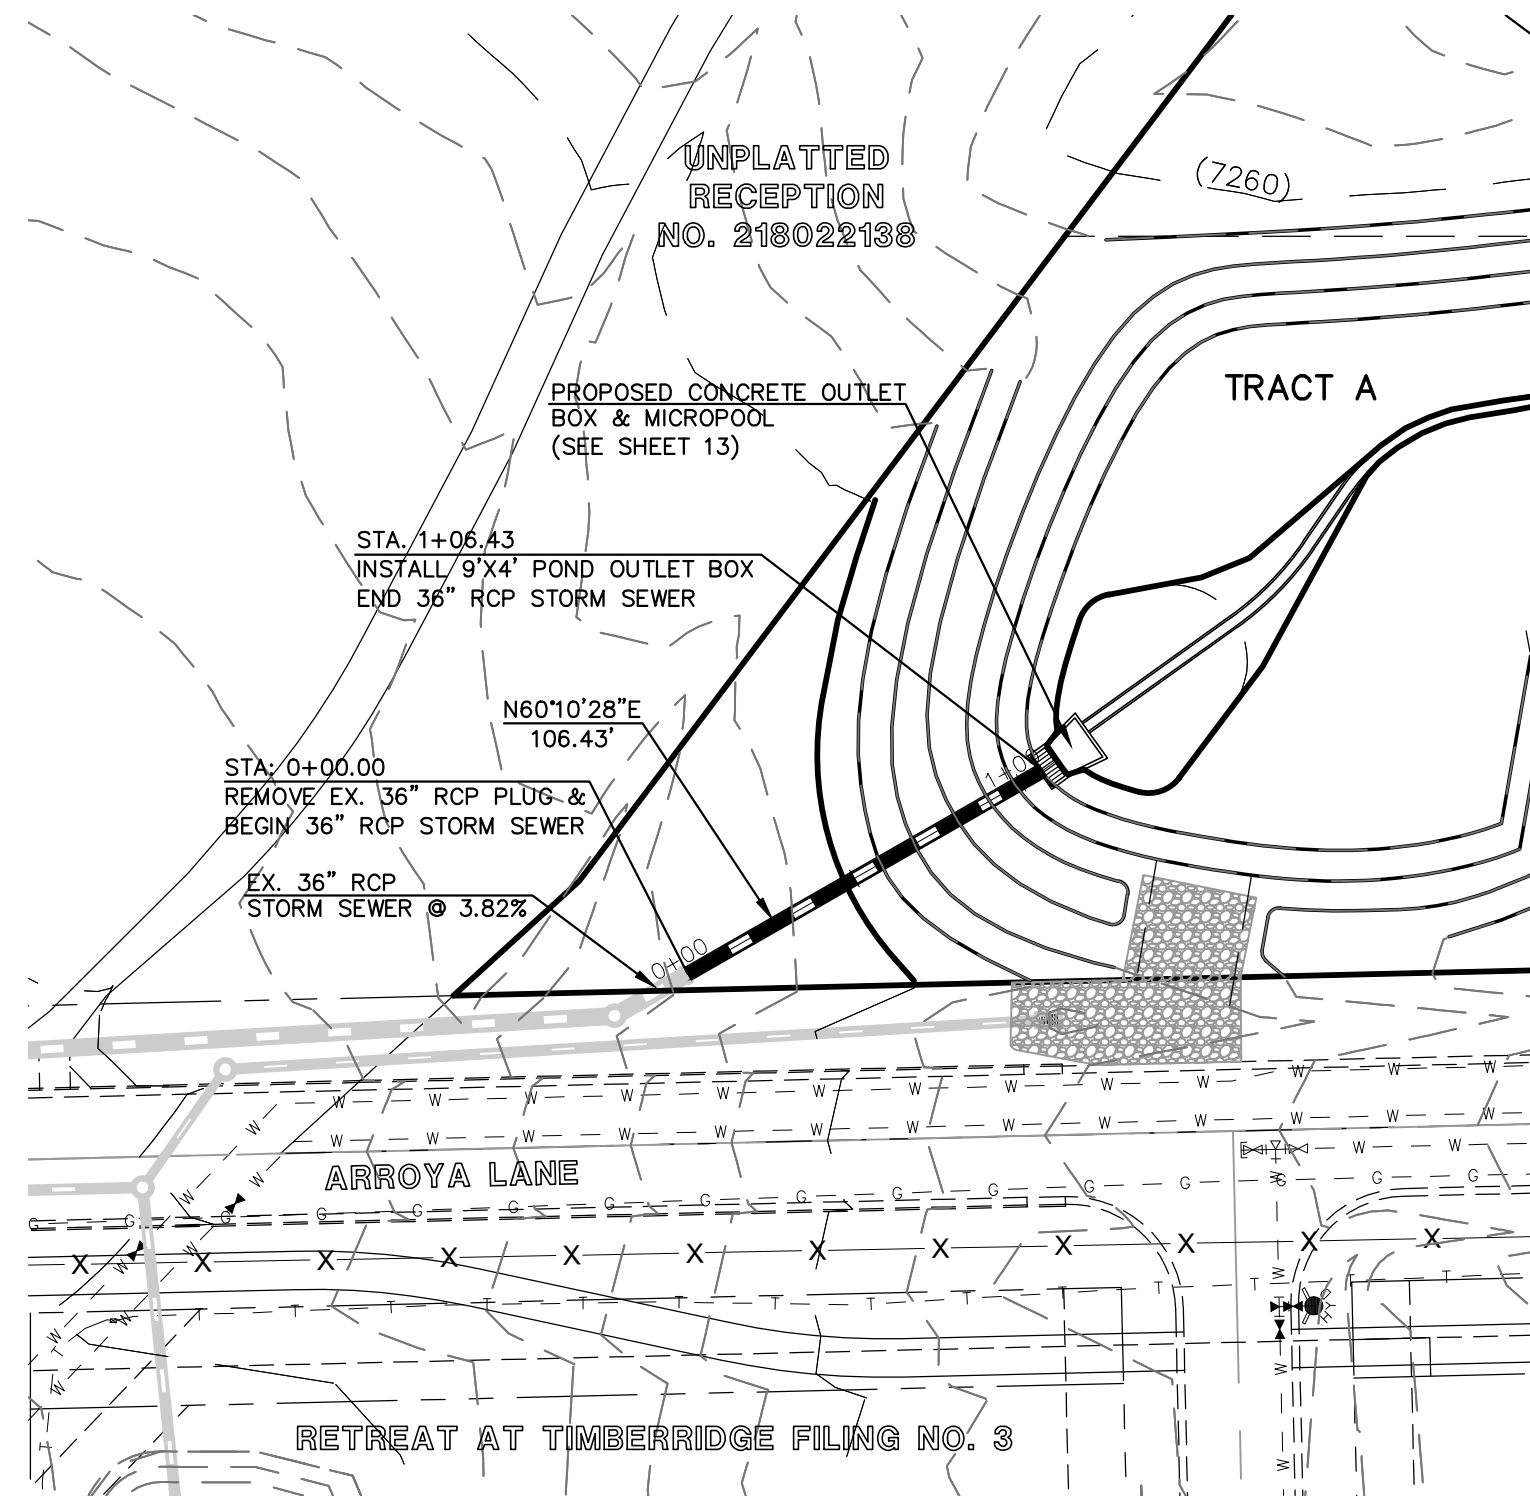 UNPLATTED
RECEPTION
NO. 218022138
(7260)
TRACT A
PROPOSED CONCRETE OUTLET
BOX & MICROPOOL
(SEE SHEET 13)
STA. 1+06.43
INSTALL 9'X4' POND OUTLET BOX
END 36" RCP STORM SEWER
N60°10'28"E
106.43'
STA: 0+00.00
REMOVE EX. 36" RCP PLUG &
BEGIN 36" RCP STORM SEWER
EX. 36" RCP
STORM SEWER @ 3.82%
0+00
1+00
W W W W W W W W W W W W W
W W W W W W W W W W W W W
W W
ARROYA LANE
G G G G G G G G G G G G G G
X X X X X X X X X X X X
T T T T T T T T T T T T
RETREAT AT TIMBERRIDGE FILING NO. 3